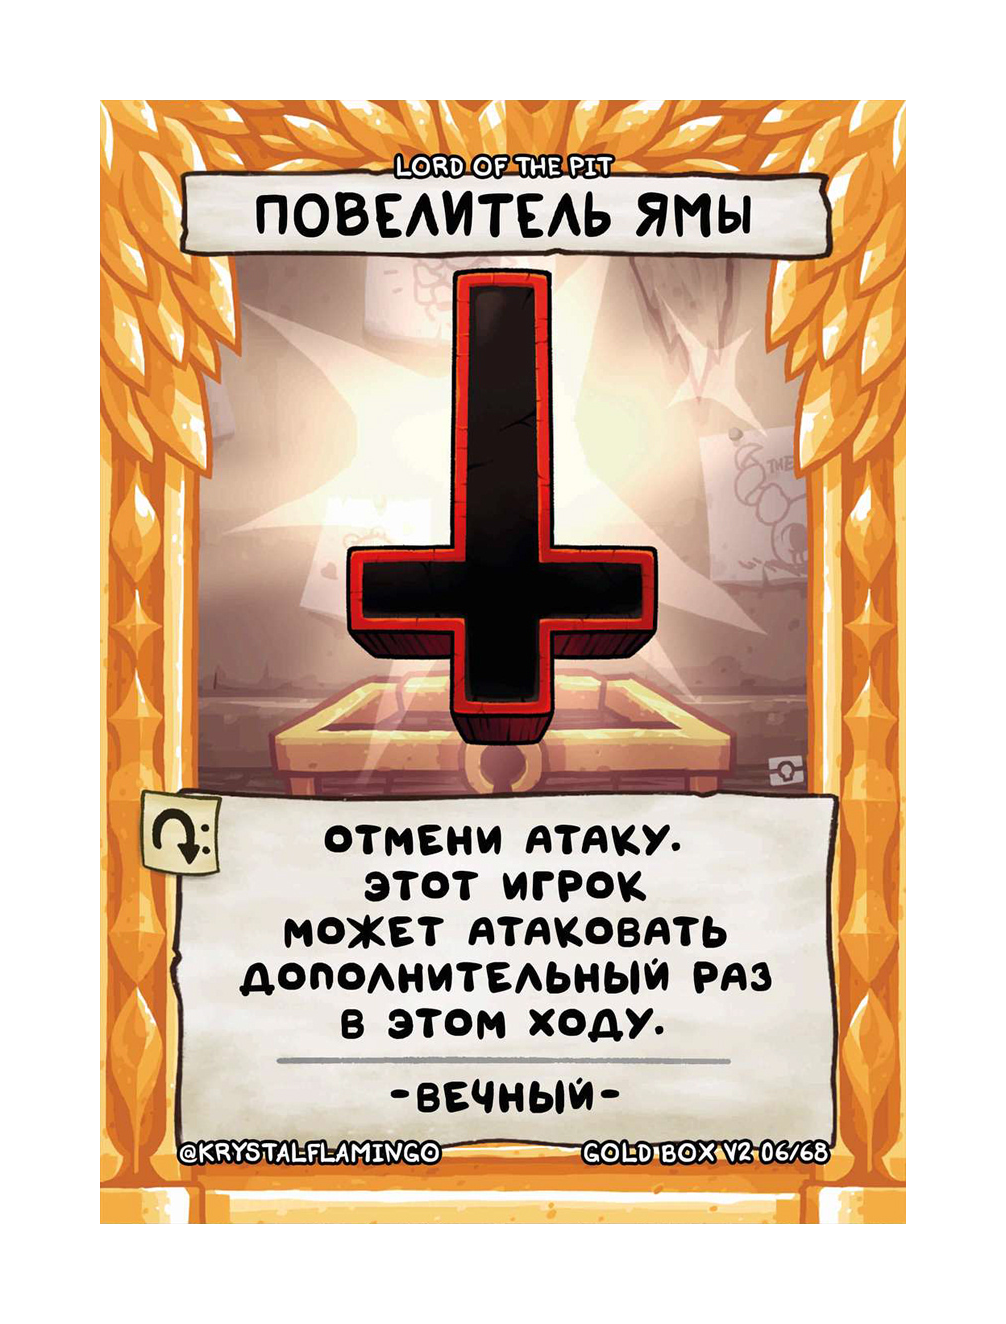 LORD OF THE PIT
ПОВЕЛИТЕЛЬ ЯМЫ
THE
ОТМЕНИ АТАКУ.
ЭТОТ ИГРОК
МОЖЕТ АТАКОВАТЬ
ДОПОЛНИТЕЛЬНЫЙ РАЗ
В ЭТОМ ХОДУ.
-ВЕЧНЫЙ-
@KRYSTALFLAMINGO
GOLD BOX V2 06/68